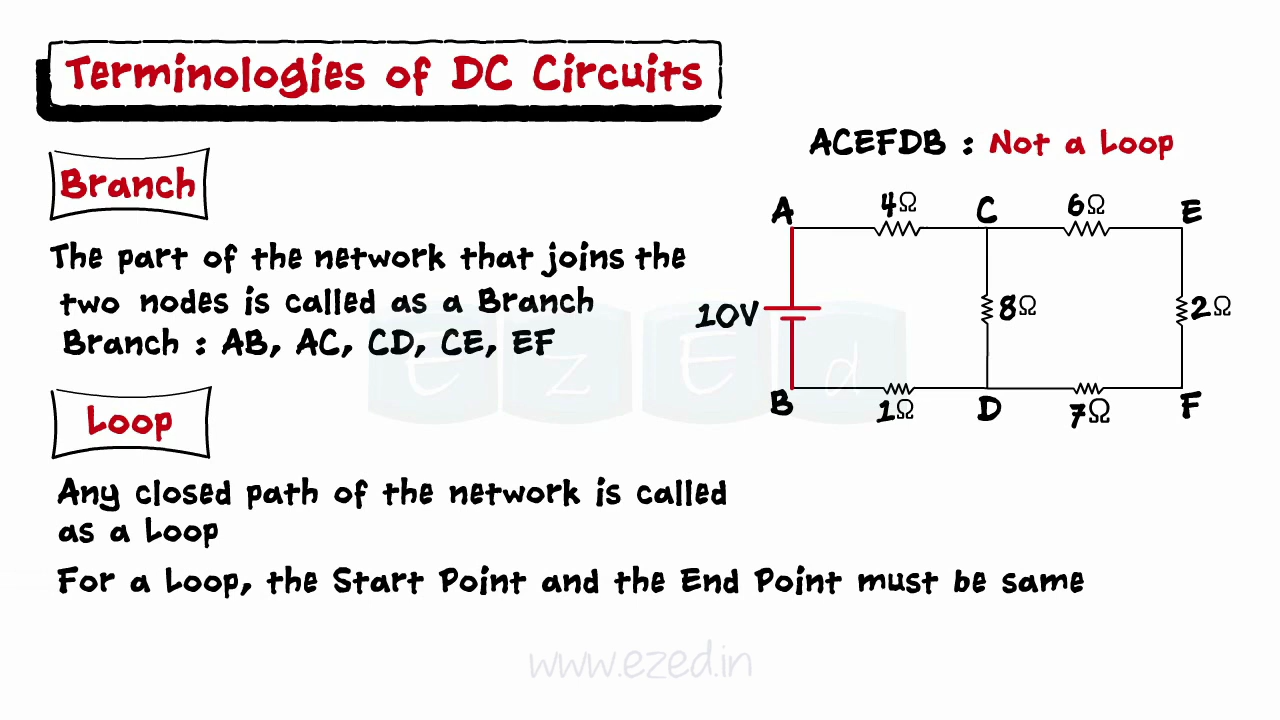 Terminologies of DC Circuits
Branch
The part of the network that joins the
two nodes is called as a Branch
Branch : AB, AC, CD, CE, EF
Loop
Any closed path of the network is called
as a Loop
For a Loop, the Start Point and the End Point must be same
ACEFDB : Not a Loop
A 4Ω C 6Ω E
10V 8Ω 2Ω
B 1Ω D 7Ω F
EzEd
www.ezed.in